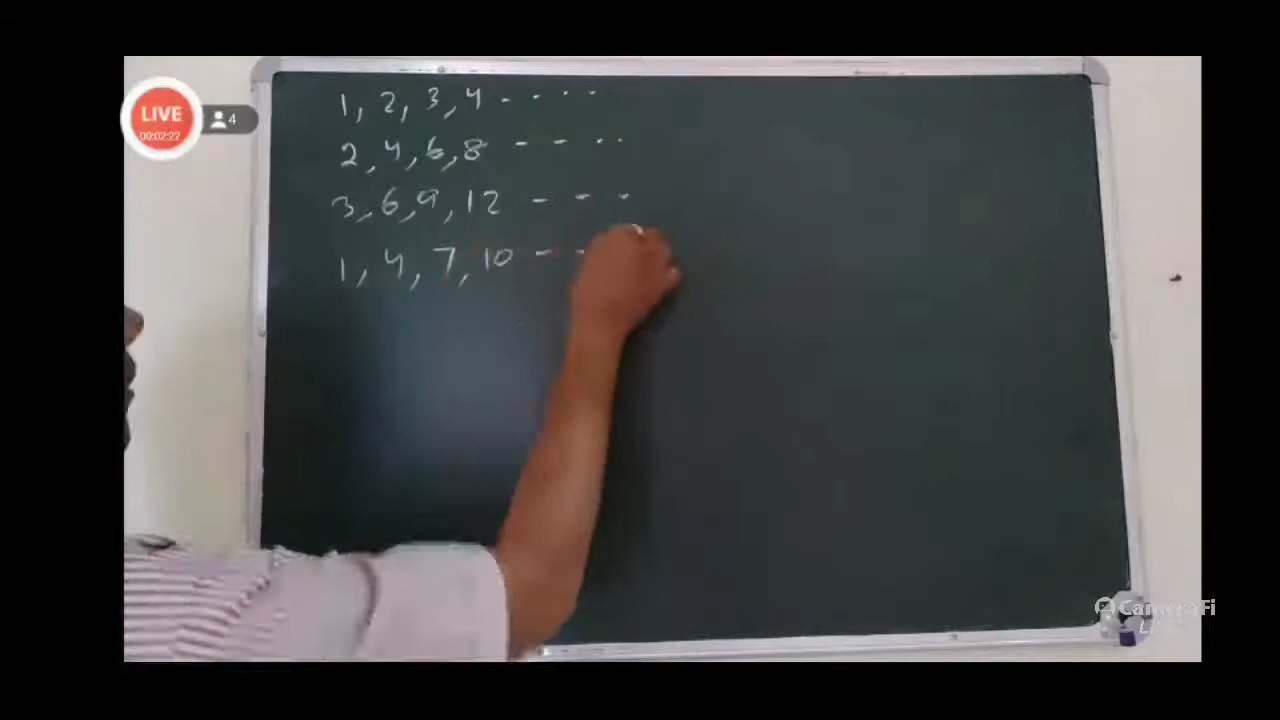 LIVE
00:02:22
4
1, 2, 3, 4 - - - -
2, 4, 6, 8 - - - -
3, 6, 9, 12 - - -
1, 4, 7, 10 - -
CameraFi